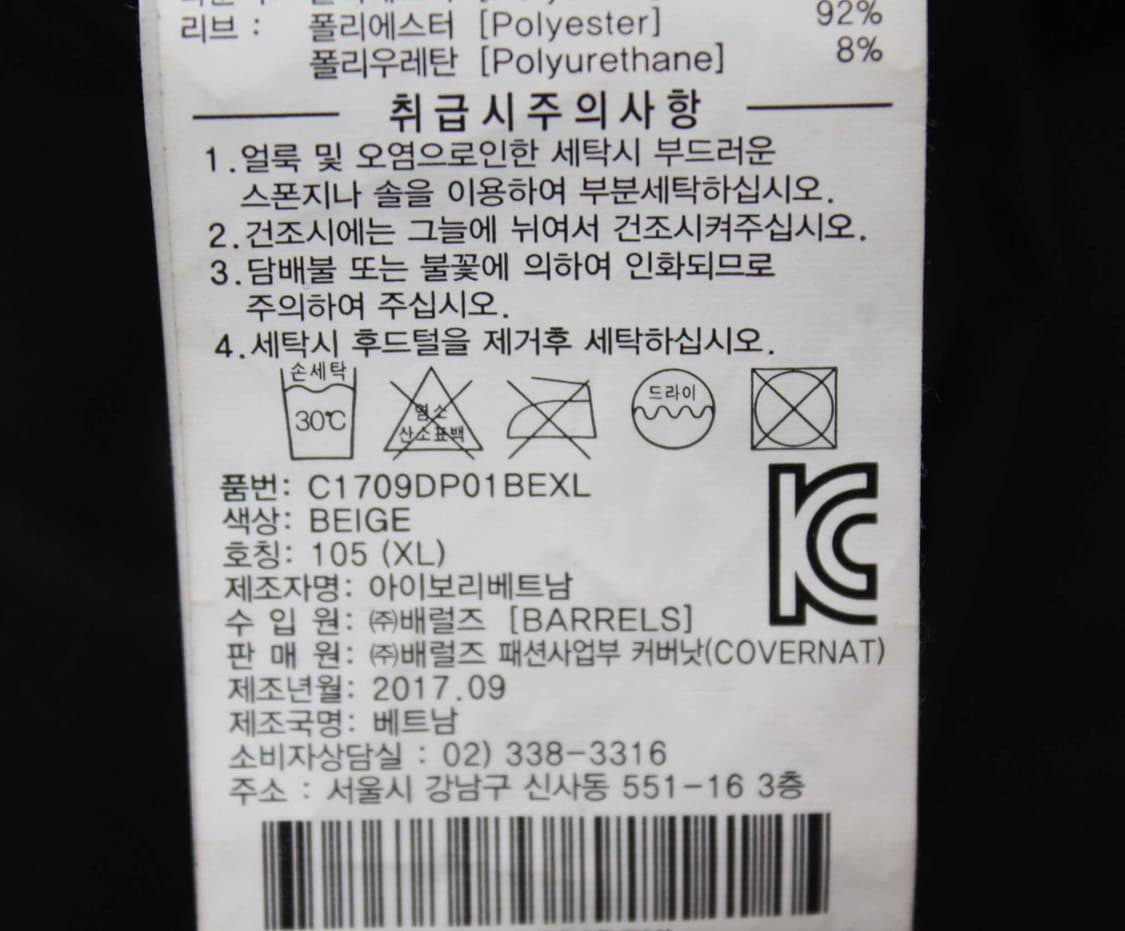 리브 : 폴리에스터 [Polyester] 92%
폴리우레탄 [Polyurethane] 8%
취급시주의사항
1.얼룩 및 오염으로인한 세탁시 부드러운
스폰지나 솔을 이용하여 부분세탁하십시오.
2.건조시에는 그늘에 뉘여서 건조시켜주십시오.
3.담배불 또는 불꽃에 의하여 인화되므로
주의하여 주십시오.
4.세탁시 후드털을 제거후 세탁하십시오.
손세탁
30℃
염소
산소표백
드라이
품번: C1709DP01BEXL
색상: BEIGE
호칭: 105 (XL)
제조자명: 아이보리베트남
수 입 원: ㈜배럴즈 [BARRELS]
판 매 원: ㈜배럴즈 패션사업부 커버낫(COVERNAT)
제조년월: 2017.09
제조국명: 베트남
소비자상담실 : 02) 338-3316
주소 : 서울시 강남구 신사동 551-16 3층